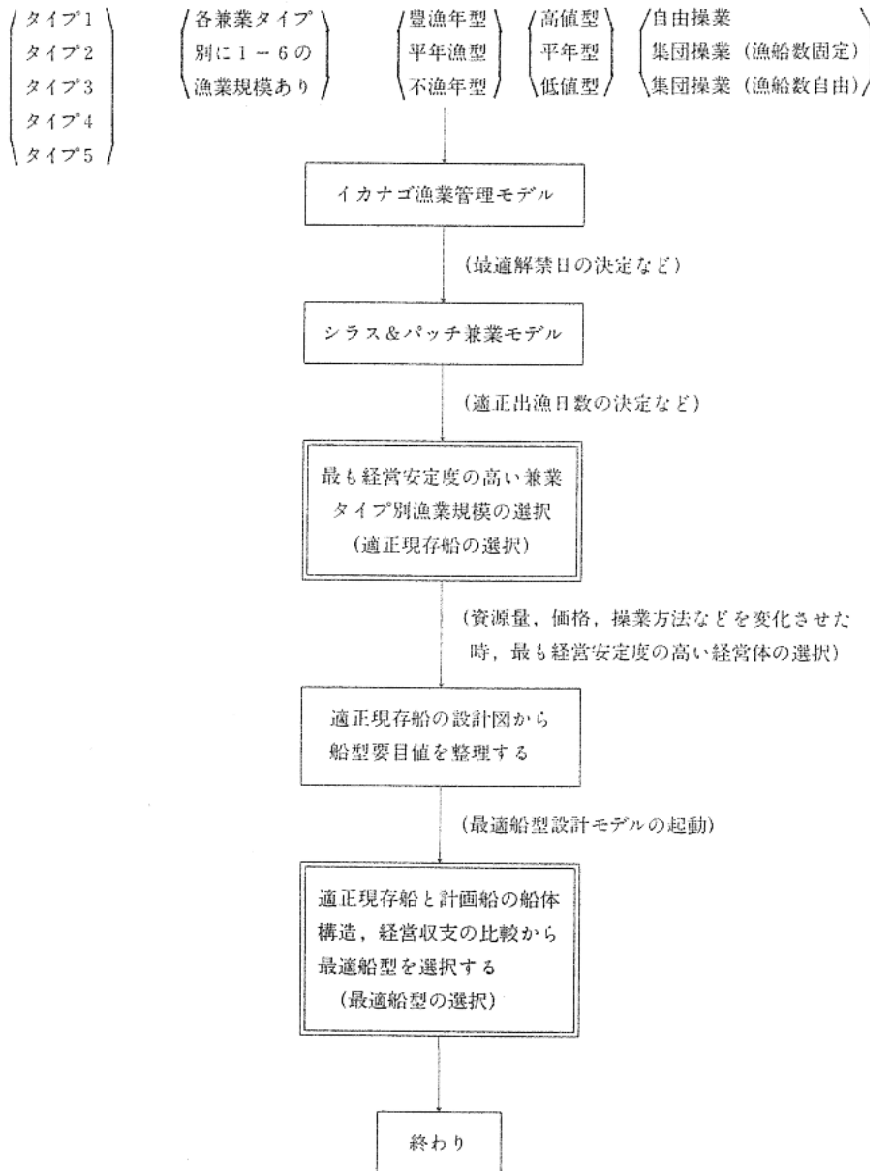 タイプ1
タイプ2
タイプ3
タイプ4
タイプ5
各兼業タイプ
別に1-6の
漁業規模あり
豊漁年型
平年漁型
不漁年型
高値型
平年型
低値型
自由操業
集団操業 (漁船数固定)
集団操業 (漁船数自由)
イカナゴ漁業管理モデル
(最適解禁日の決定など)
シラス&パッチ兼業モデル
(適正出漁日数の決定など)
最も経営安定度の高い兼業
タイプ別漁業規模の選択
(適正現存船の選択)
(資源量, 価格, 操業方法などを変化させた
時, 最も経営安定度の高い経営体の選択)
適正現存船の設計図から
船型要目値を整理する
(最適船型設計モデルの起動)
適正現存船と計画船の船体
構造, 経営収支の比較から
最適船型を選択する
(最適船型の選択)
終わり